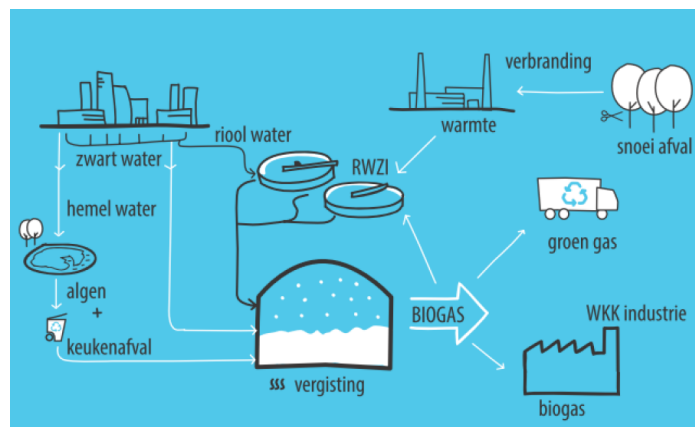 verbranding
riool water
warmte
snoei afval
zwart water
RWZI
hemel water
groen gas
algen
+
keukenafval
BIOGAS
WKK industrie
sss vergisting
biogas